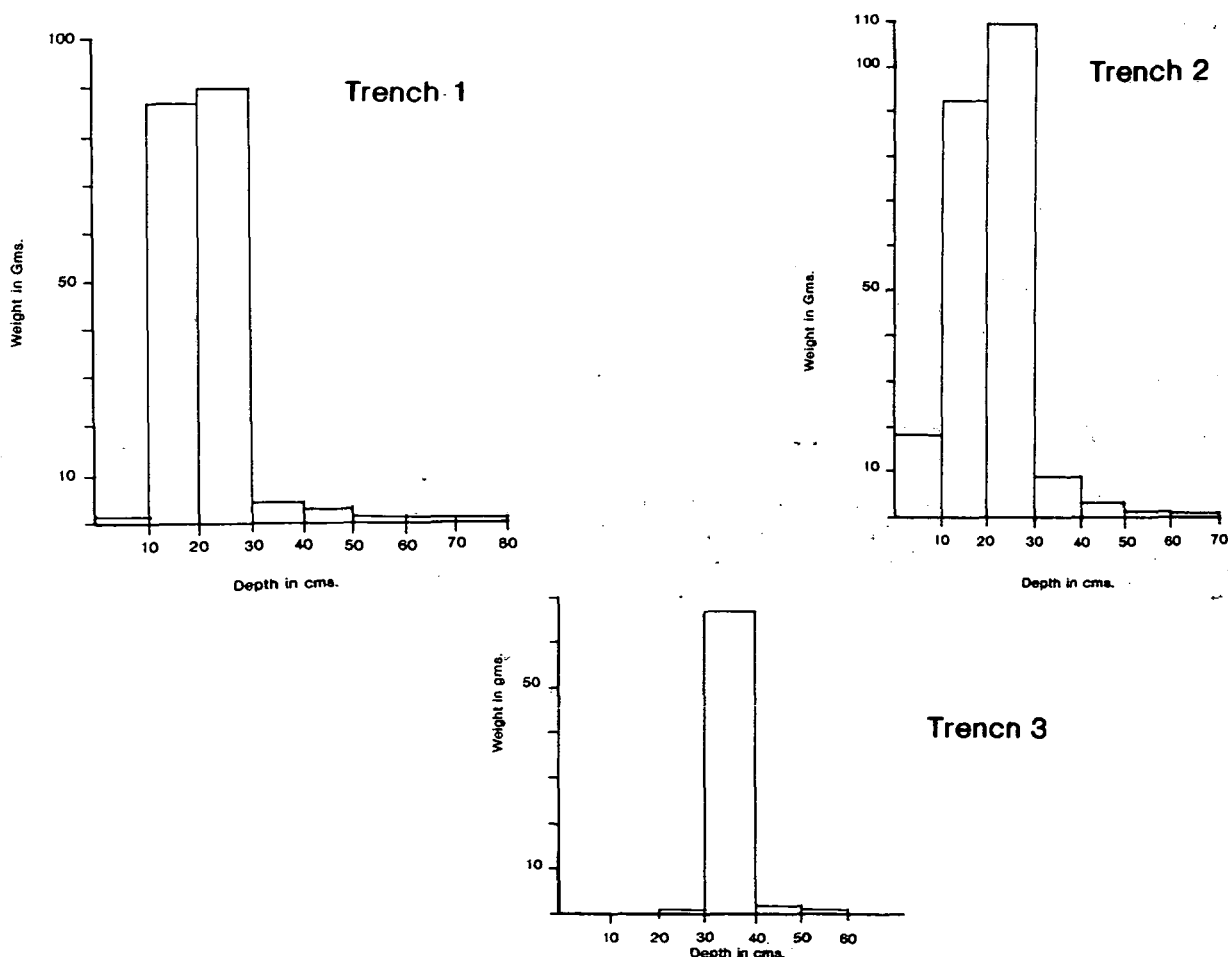 Trench 1
100
50
10
Weight in Gms.
10 20 30 40 50 60 70 80
Depth in cms.
Trench 2
110
100
50
10
Weight in Gms.
10 20 30 40 50 60 70
Depth in cms.
Trencn 3
50
10
Weight in gms.
10 20 30 40 50 60
Depth in cms.